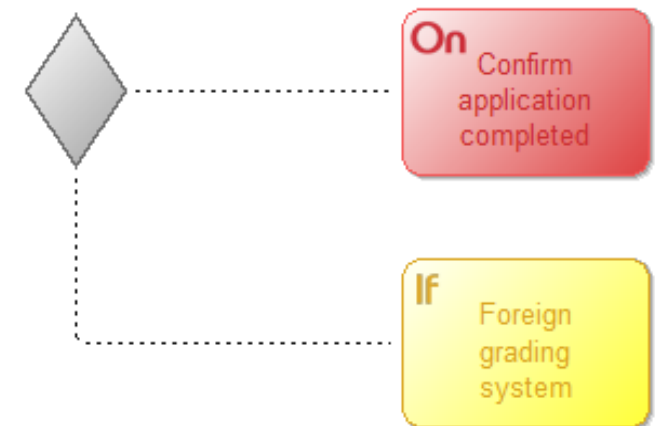 On
Confirm
application
completed
If
Foreign
grading
system